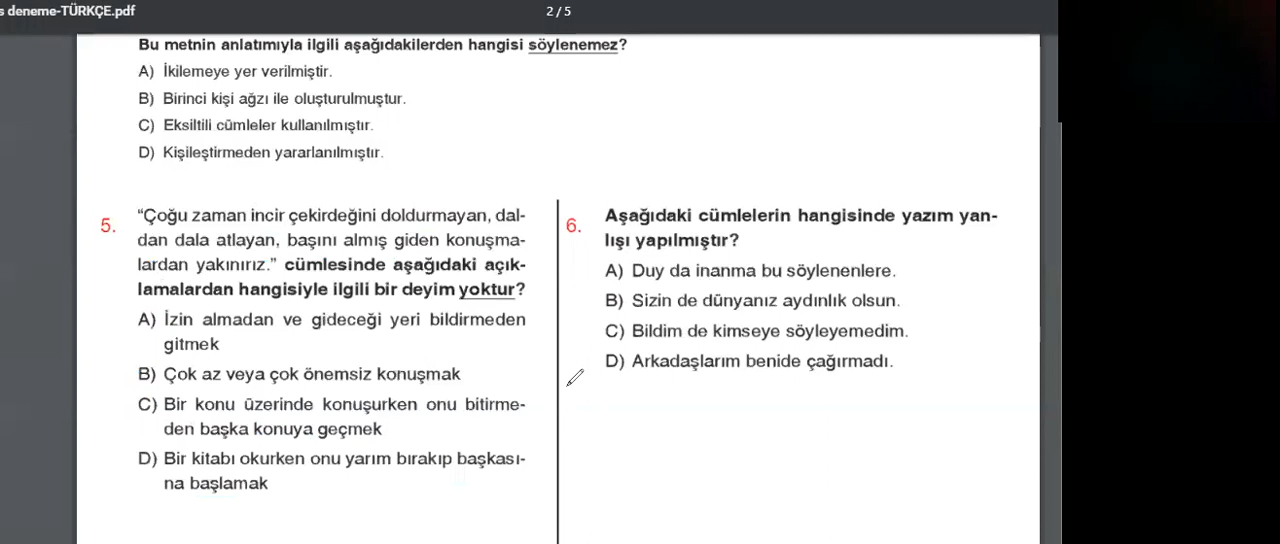 s deneme-TÜRKÇE.pdf
2 / 5
Bu metnin anlatımıyla ilgili aşağıdakilerden hangisi söylenemez?
A) İkilemeye yer verilmiştir.
B) Birinci kişi ağzı ile oluşturulmuştur.
C) Eksiltili cümleler kullanılmıştır.
D) Kişileştirmeden yararlanılmıştır.
5. “Çoğu zaman incir çekirdeğini doldurmayan, dal-
dan dala atlayan, başını almış giden konuşma-
lardan yakınırız.” cümlesinde aşağıdaki açık-
lamalardan hangisiyle ilgili bir deyim yoktur?
A) İzin almadan ve gideceği yeri bildirmeden
gitmek
B) Çok az veya çok önemsiz konuşmak
C) Bir konu üzerinde konuşurken onu bitirme-
den başka konuya geçmek
D) Bir kitabı okurken onu yarım bırakıp başkası-
na başlamak
6. Aşağıdaki cümlelerin hangisinde yazım yan-
lışı yapılmıştır?
A) Duy da inanma bu söylenenlere.
B) Sizin de dünyanız aydınlık olsun.
C) Bildim de kimseye söyleyemedim.
D) Arkadaşlarım benide çağırmadı.